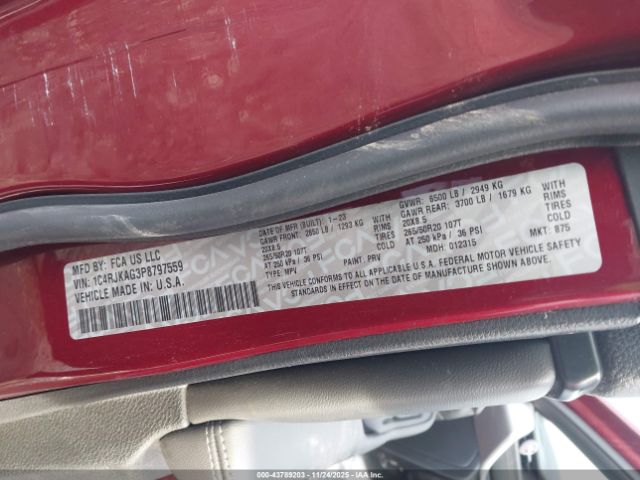 MFD BY: FCA US LLC
VIN: 1C4RJKAG3P8797559
VEHICLE MADE IN: U.S.A.
DATE OF MFR (BUILT): 1-23
GAWR FRONT: 2850 LB / 1293 KG WITH
20X8.5 RIMS
265/50R20 107T TIRES
AT 250 kPa / 36 PSI COLD
TYPE: MPV PAINT: PRV
GVWR: 6500 LB / 2949 KG
GAWR REAR: 3700 LB / 1679 KG WITH
20X8.5 RIMS
265/50R20 107T TIRES
AT 250 kPa / 36 PSI COLD
MDH: 012315 MKT: 875
THIS VEHICLE CONFORMS TO ALL APPLICABLE U.S.A. FEDERAL MOTOR VEHICLE SAFETY
STANDARDS IN EFFECT ON THE DATE OF MANUFACTURE SHOWN ABOVE.
000-43789203 - 11/24/2025 - IAAI.COM